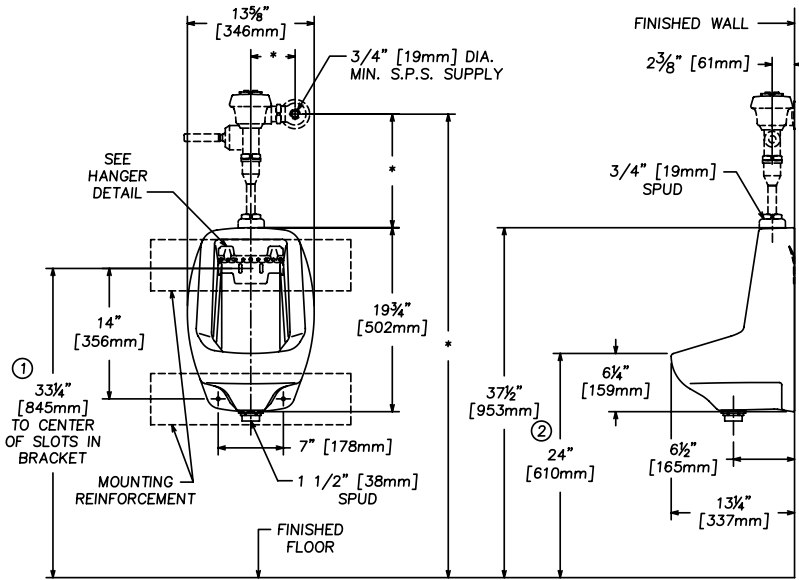 13⅝"
[346mm]
*
3/4" [19mm] DIA.
MIN. S.P.S. SUPPLY
SEE
HANGER
DETAIL
*
14"
[356mm]
19¾"
[502mm]
*
①
33¼"
[845mm]
TO CENTER
OF SLOTS IN
BRACKET
7" [178mm]
MOUNTING
REINFORCEMENT
1 1/2" [38mm]
SPUD
FINISHED
FLOOR
FINISHED WALL
2⅜" [61mm]
3/4" [19mm]
SPUD
37½"
[953mm]
②
24"
[610mm]
6¼"
[159mm]
6½"
[165mm]
13¼"
[337mm]